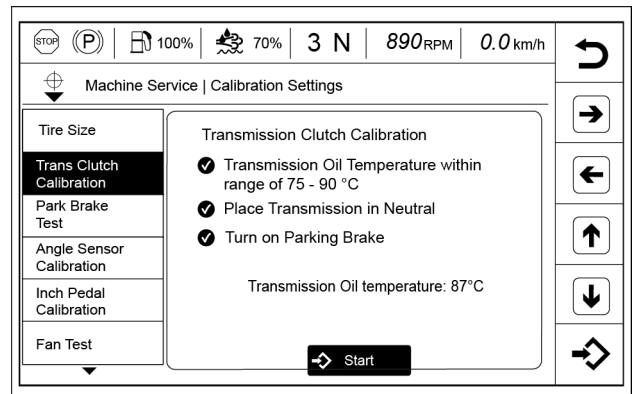 STOP (P) 100% 70% 3 N 890 RPM 0.0 km/h
Machine Service | Calibration Settings
Tire Size
Trans Clutch
Calibration
Park Brake
Test
Angle Sensor
Calibration
Inch Pedal
Calibration
Fan Test
Transmission Clutch Calibration
Transmission Oil Temperature within
range of 75 - 90 °C
Place Transmission in Neutral
Turn on Parking Brake
Transmission Oil temperature: 87°C
Start